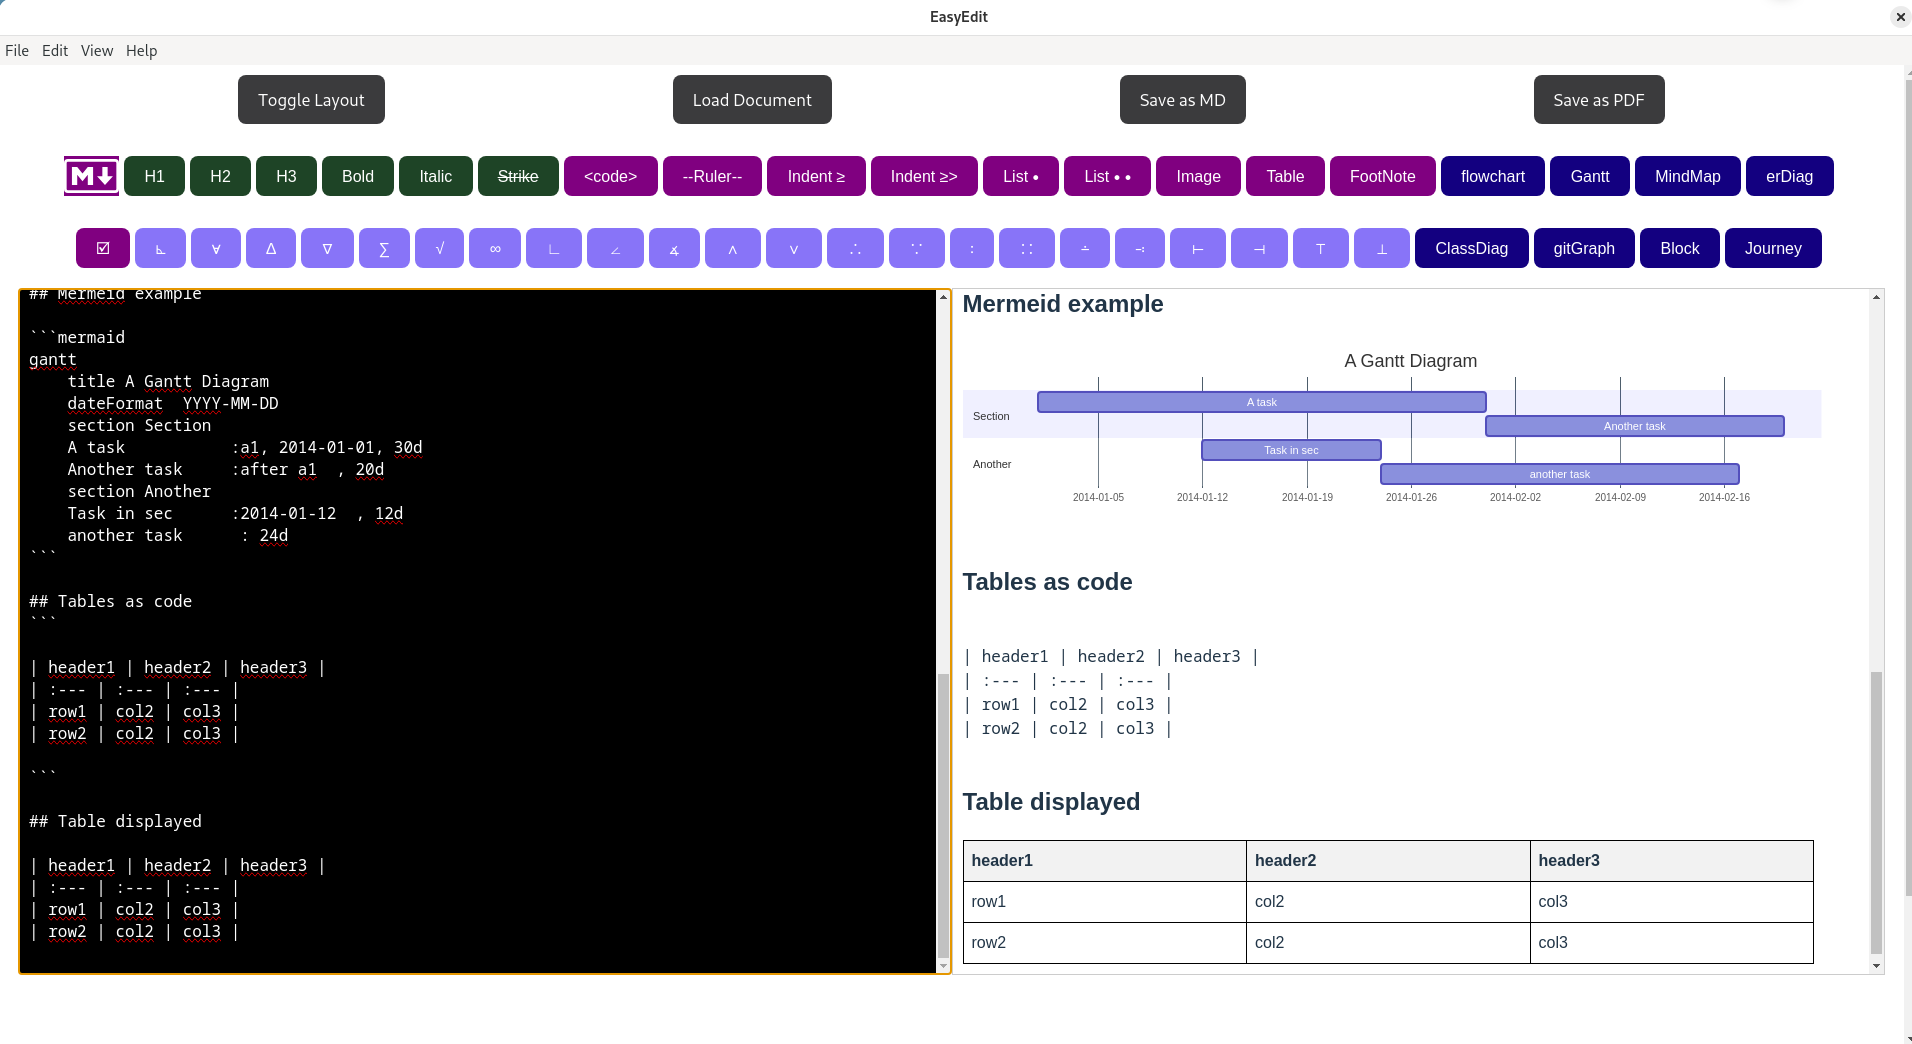 EasyEdit
File Edit View Help
Toggle Layout Load Document Save as MD Save as PDF
M H1 H2 H3 Bold Italic Strike <code> --Ruler-- Indent ≥ Indent ≥> List • List • • Image Table FootNote flowchart Gantt MindMap erDiag
☑ ⊾ ∀ ∆ ∇ ∑ √ ∞ ∟ ∠ ∡ ∧ ∨ ∴ ∵ ∶ ∷ ∸ ∹ ⊢ ⊣ ⊤ ⊥ ClassDiag gitGraph Block Journey
## Mermeid example
```mermaid
gantt
    title A Gantt Diagram
    dateFormat  YYYY-MM-DD
    section Section
    A task           :a1, 2014-01-01, 30d
    Another task     :after a1  , 20d
    section Another
    Task in sec      :2014-01-12  , 12d
    another task      : 24d
```
## Tables as code
```
| header1 | header2 | header3 |
| :--- | :--- | :--- |
| row1 | col2 | col3 |
| row2 | col2 | col3 |
```
## Table displayed
| header1 | header2 | header3 |
| :--- | :--- | :--- |
| row1 | col2 | col3 |
| row2 | col2 | col3 |
Mermeid example
A Gantt Diagram
A task
Section
Another task
Task in sec
Another
another task
2014-01-05 2014-01-12 2014-01-19 2014-01-26 2014-02-02 2014-02-09 2014-02-16
Tables as code
| header1 | header2 | header3 |
| :--- | :--- | :--- |
| row1 | col2 | col3 |
| row2 | col2 | col3 |
Table displayed
header1 header2 header3
row1 col2 col3
row2 col2 col3